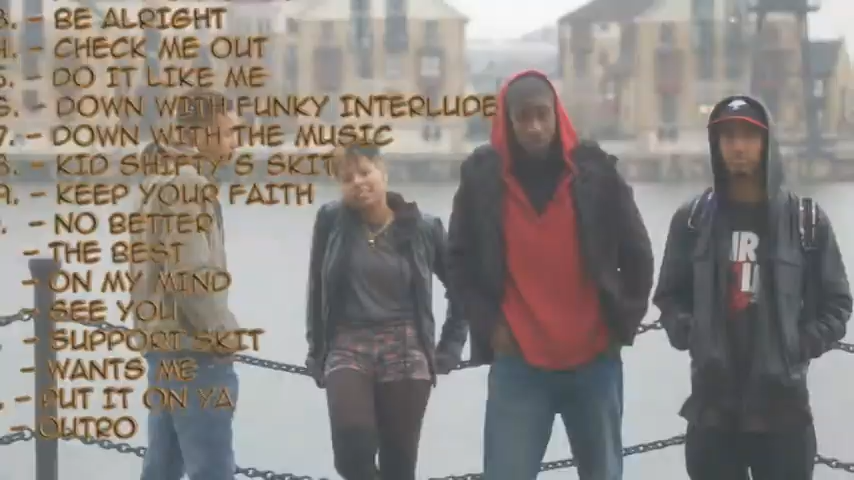 3. - BE ALRIGHT
4. - CHECK ME OUT
5. - DO IT LIKE ME
6. - DOWN WITH FUNKY INTERLUDE
7. - DOWN WITH THE MUSIC
8. - KID SHIFTY'S SKIT
9. - KEEP YOUR FAITH
. - NO BETTER
- THE BEST
- ON MY MIND
- SEE YOU
- SUPPORT SKIT
- WANTS ME
. - PUT IT ON YA
- OUTRO